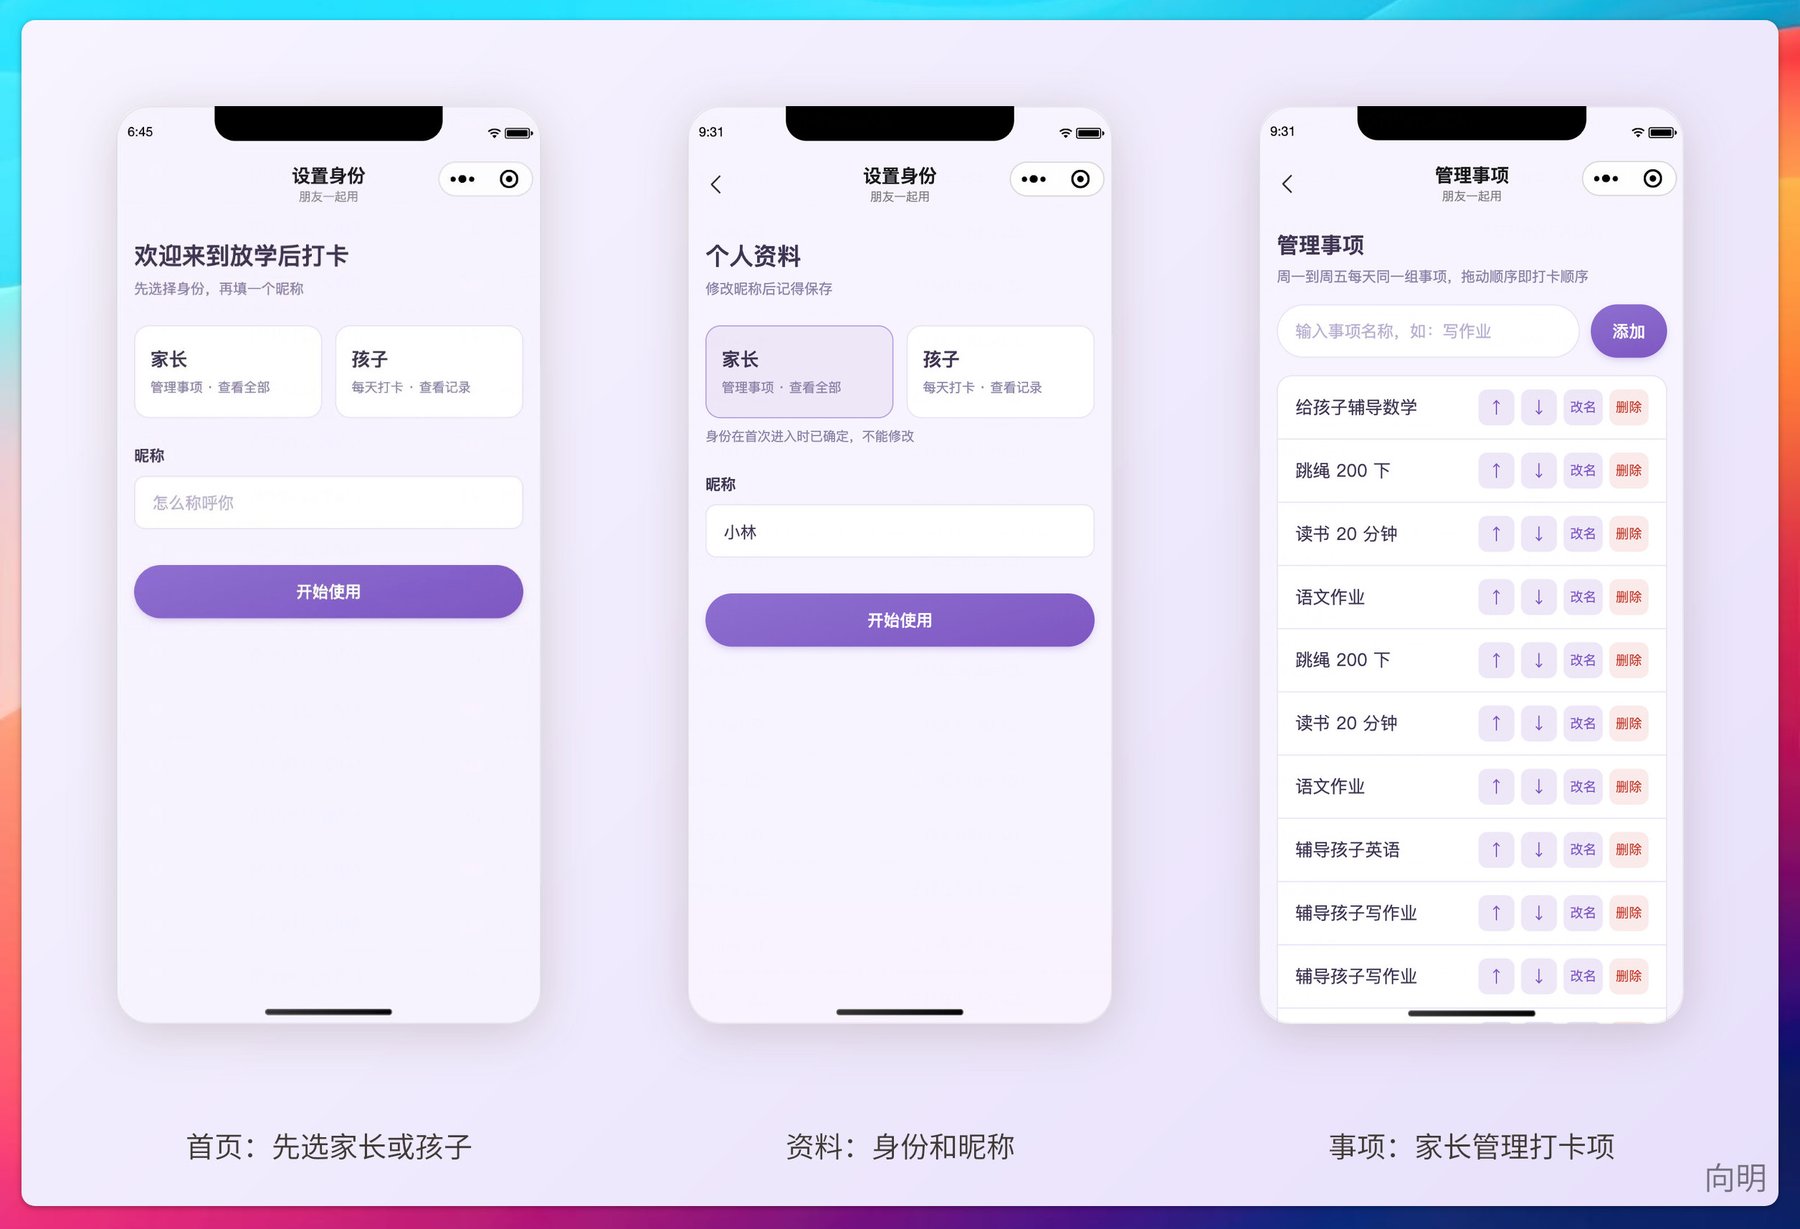 6:45
设置身份
朋友一起用
欢迎来到放学后打卡
先选择身份，再填一个昵称
家长
管理事项 · 查看全部
孩子
每天打卡 · 查看记录
昵称
怎么称呼你
开始使用
首页：先选家长或孩子
9:31
设置身份
朋友一起用
个人资料
修改昵称后记得保存
家长
管理事项 · 查看全部
孩子
每天打卡 · 查看记录
身份在首次进入时已确定，不能修改
昵称
小林
开始使用
资料：身份和昵称
9:31
管理事项
朋友一起用
管理事项
周一到周五每天同一组事项，拖动顺序即打卡顺序
输入事项名称，如：写作业 添加
给孩子辅导数学 ↑ ↓ 改名 删除
跳绳 200 下 ↑ ↓ 改名 删除
读书 20 分钟 ↑ ↓ 改名 删除
语文作业 ↑ ↓ 改名 删除
跳绳 200 下 ↑ ↓ 改名 删除
读书 20 分钟 ↑ ↓ 改名 删除
语文作业 ↑ ↓ 改名 删除
辅导孩子英语 ↑ ↓ 改名 删除
辅导孩子写作业 ↑ ↓ 改名 删除
辅导孩子写作业 ↑ ↓ 改名 删除
事项：家长管理打卡项
向明